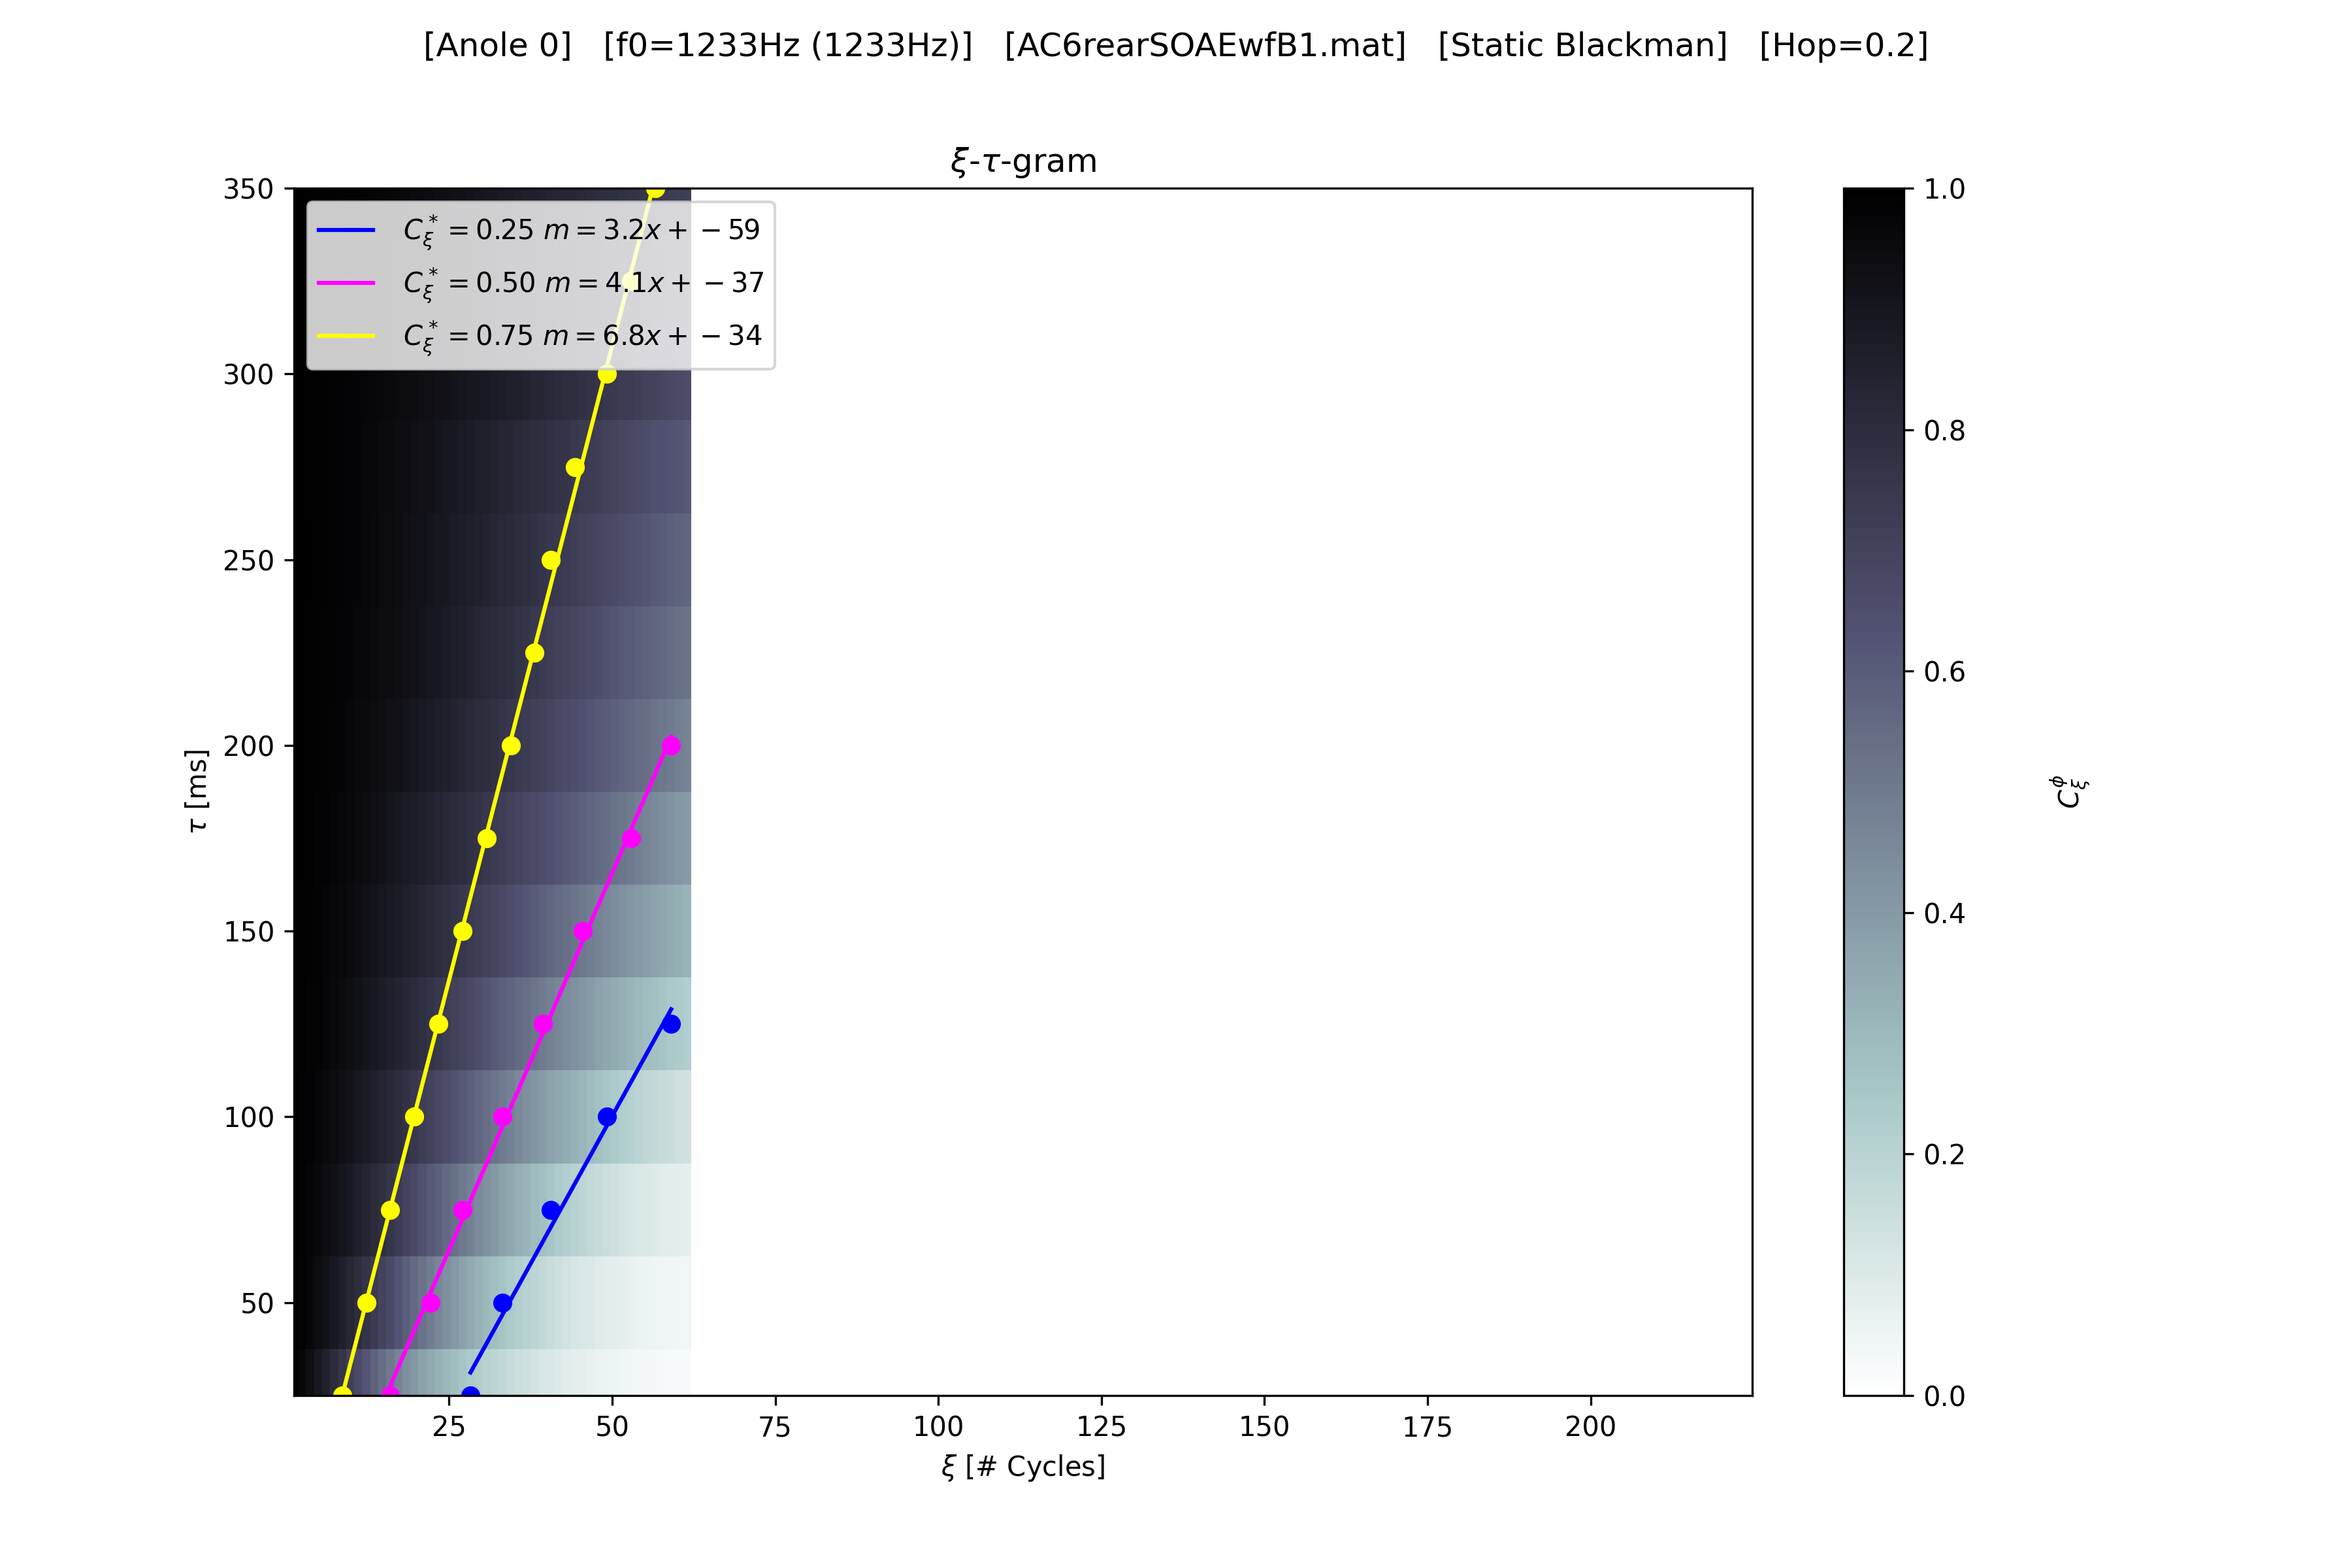 [Anole 0] [f0=1233Hz (1233Hz)] [AC6rearSOAEwfB1.mat] [Static Blackman] [Hop=0.2]
ξ-τ-gram
C*ξ = 0.25 m = 3.2x + −59
C*ξ = 0.50 m = 4.1x + −37
C*ξ = 0.75 m = 6.8x + −34
350
300
250
200
150
100
50
τ [ms]
25 50 75 100 125 150 175 200
ξ [# Cycles]
1.0
0.8
0.6
0.4
0.2
0.0
C^ϕ_ξ